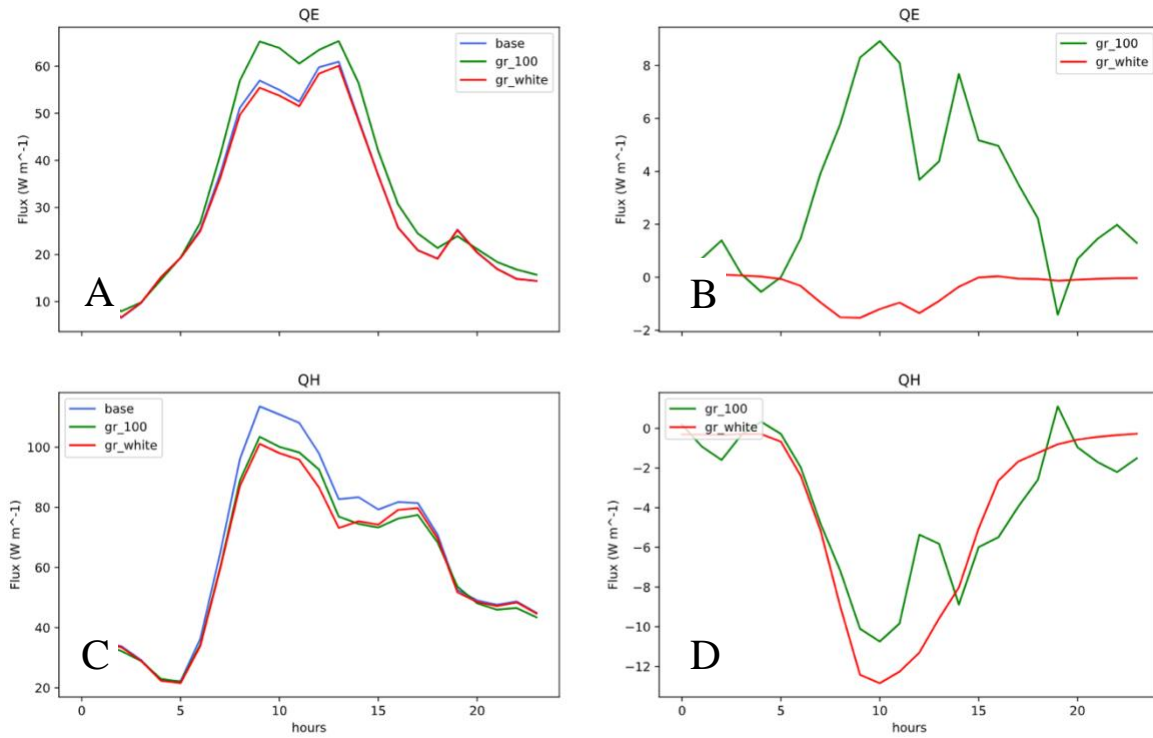 QE
base
gr_100
gr_white
Flux (W m^-1)
60
50
40
30
20
10
A
QE
gr_100
gr_white
Flux (W m^-1)
8
6
4
2
0
−2
B
QH
base
gr_100
gr_white
Flux (W m^-1)
100
80
60
40
20
C
0
5
10
15
20
hours
QH
gr_100
gr_white
Flux (W m^-1)
0
−2
−4
−6
−8
−10
−12
D
0
5
10
15
20
hours